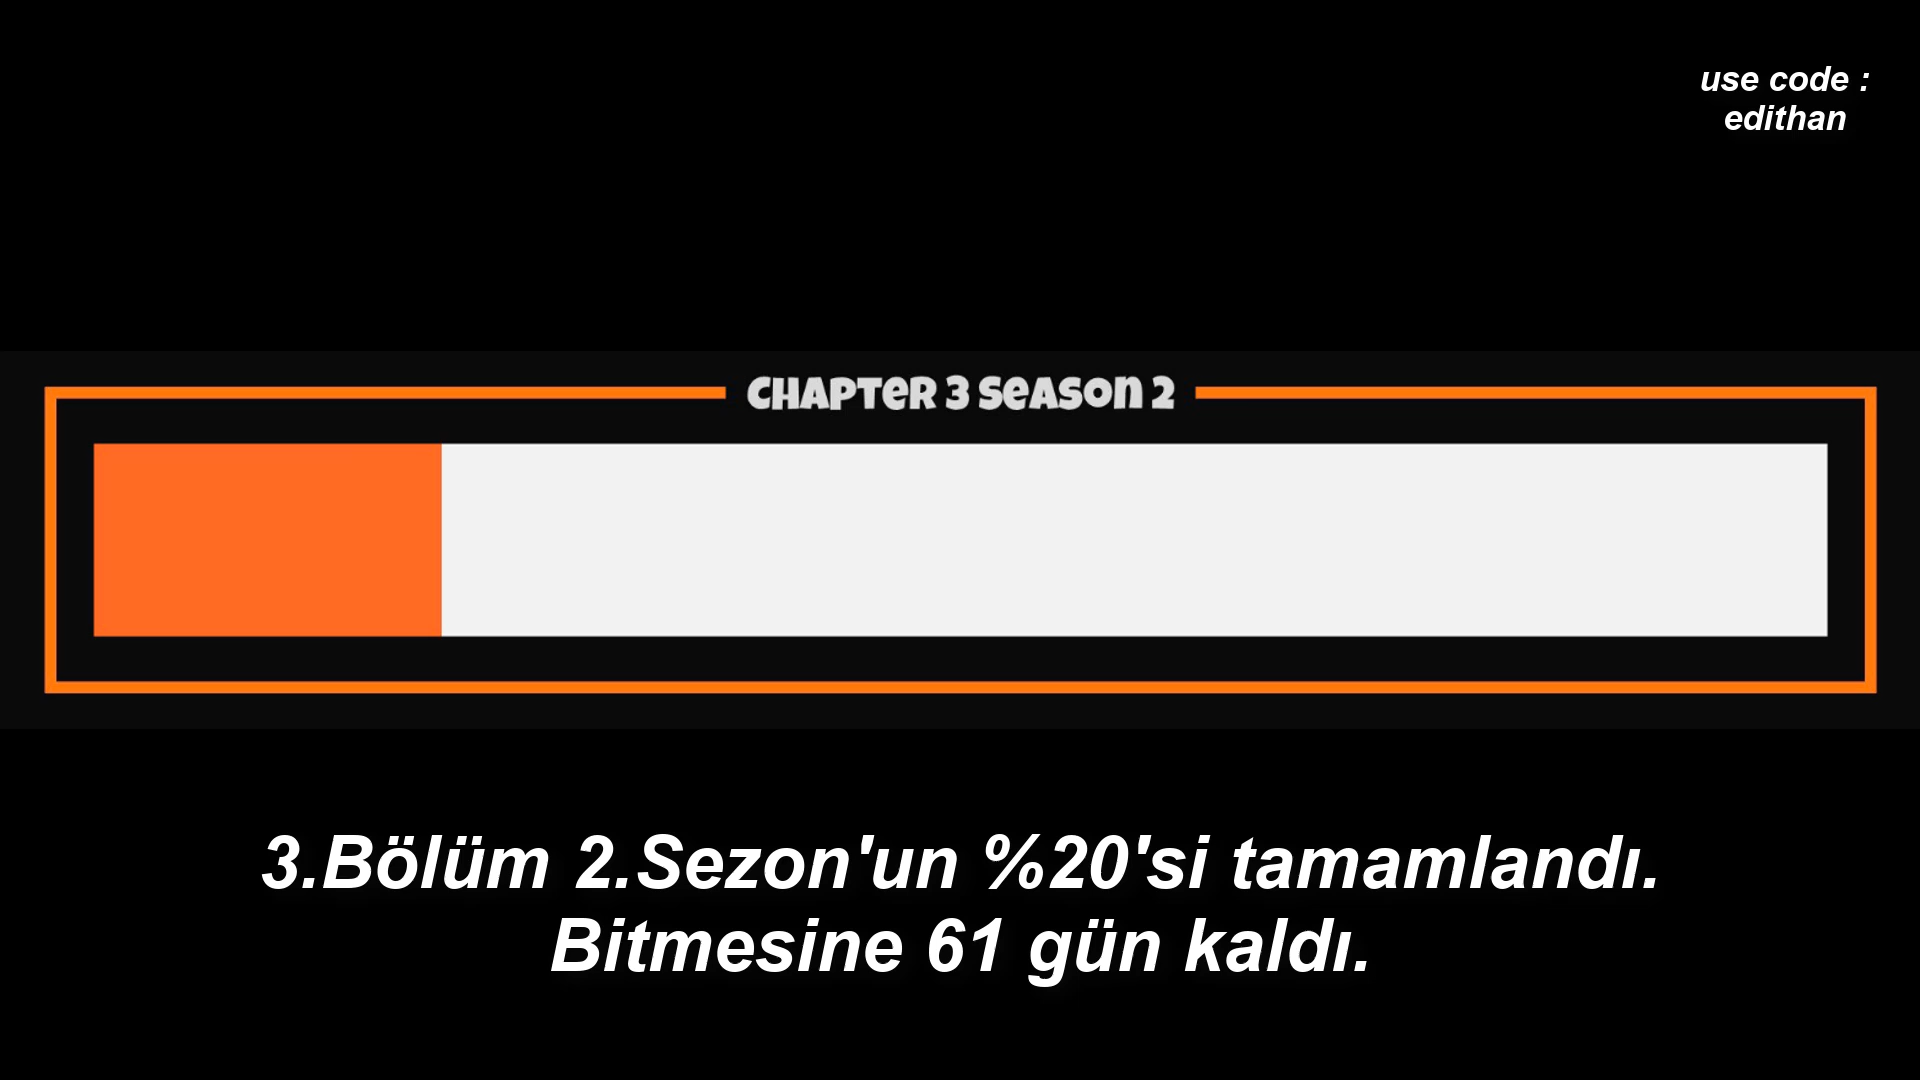 use code :
edithan
CHAPTER 3 SEASON 2
3.Bölüm 2.Sezon'un %20'si tamamlandı.
Bitmesine 61 gün kaldı.